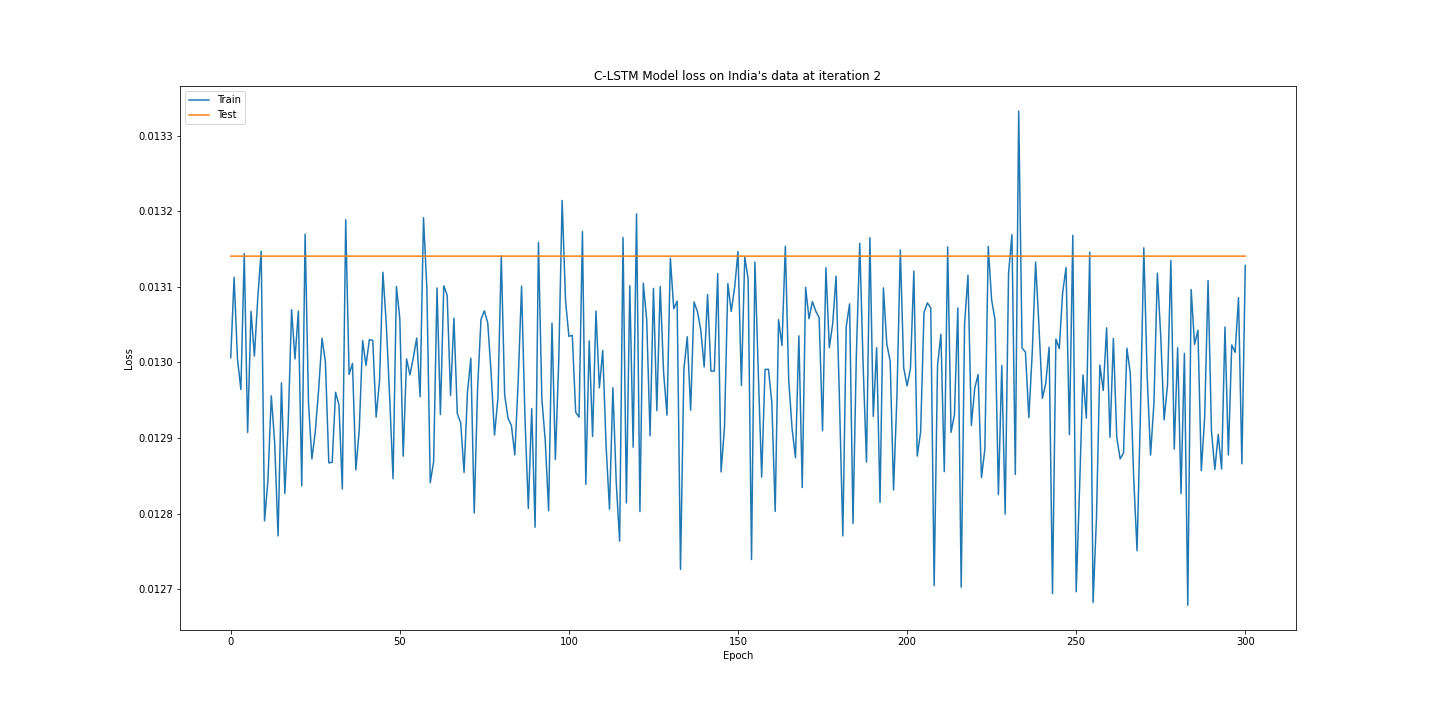 C-LSTM Model loss on India's data at iteration 2
Train
Test
0.0133
0.0132
0.0131
0.0130
0.0129
0.0128
0.0127
Loss
0 50 100 150 200 250 300
Epoch